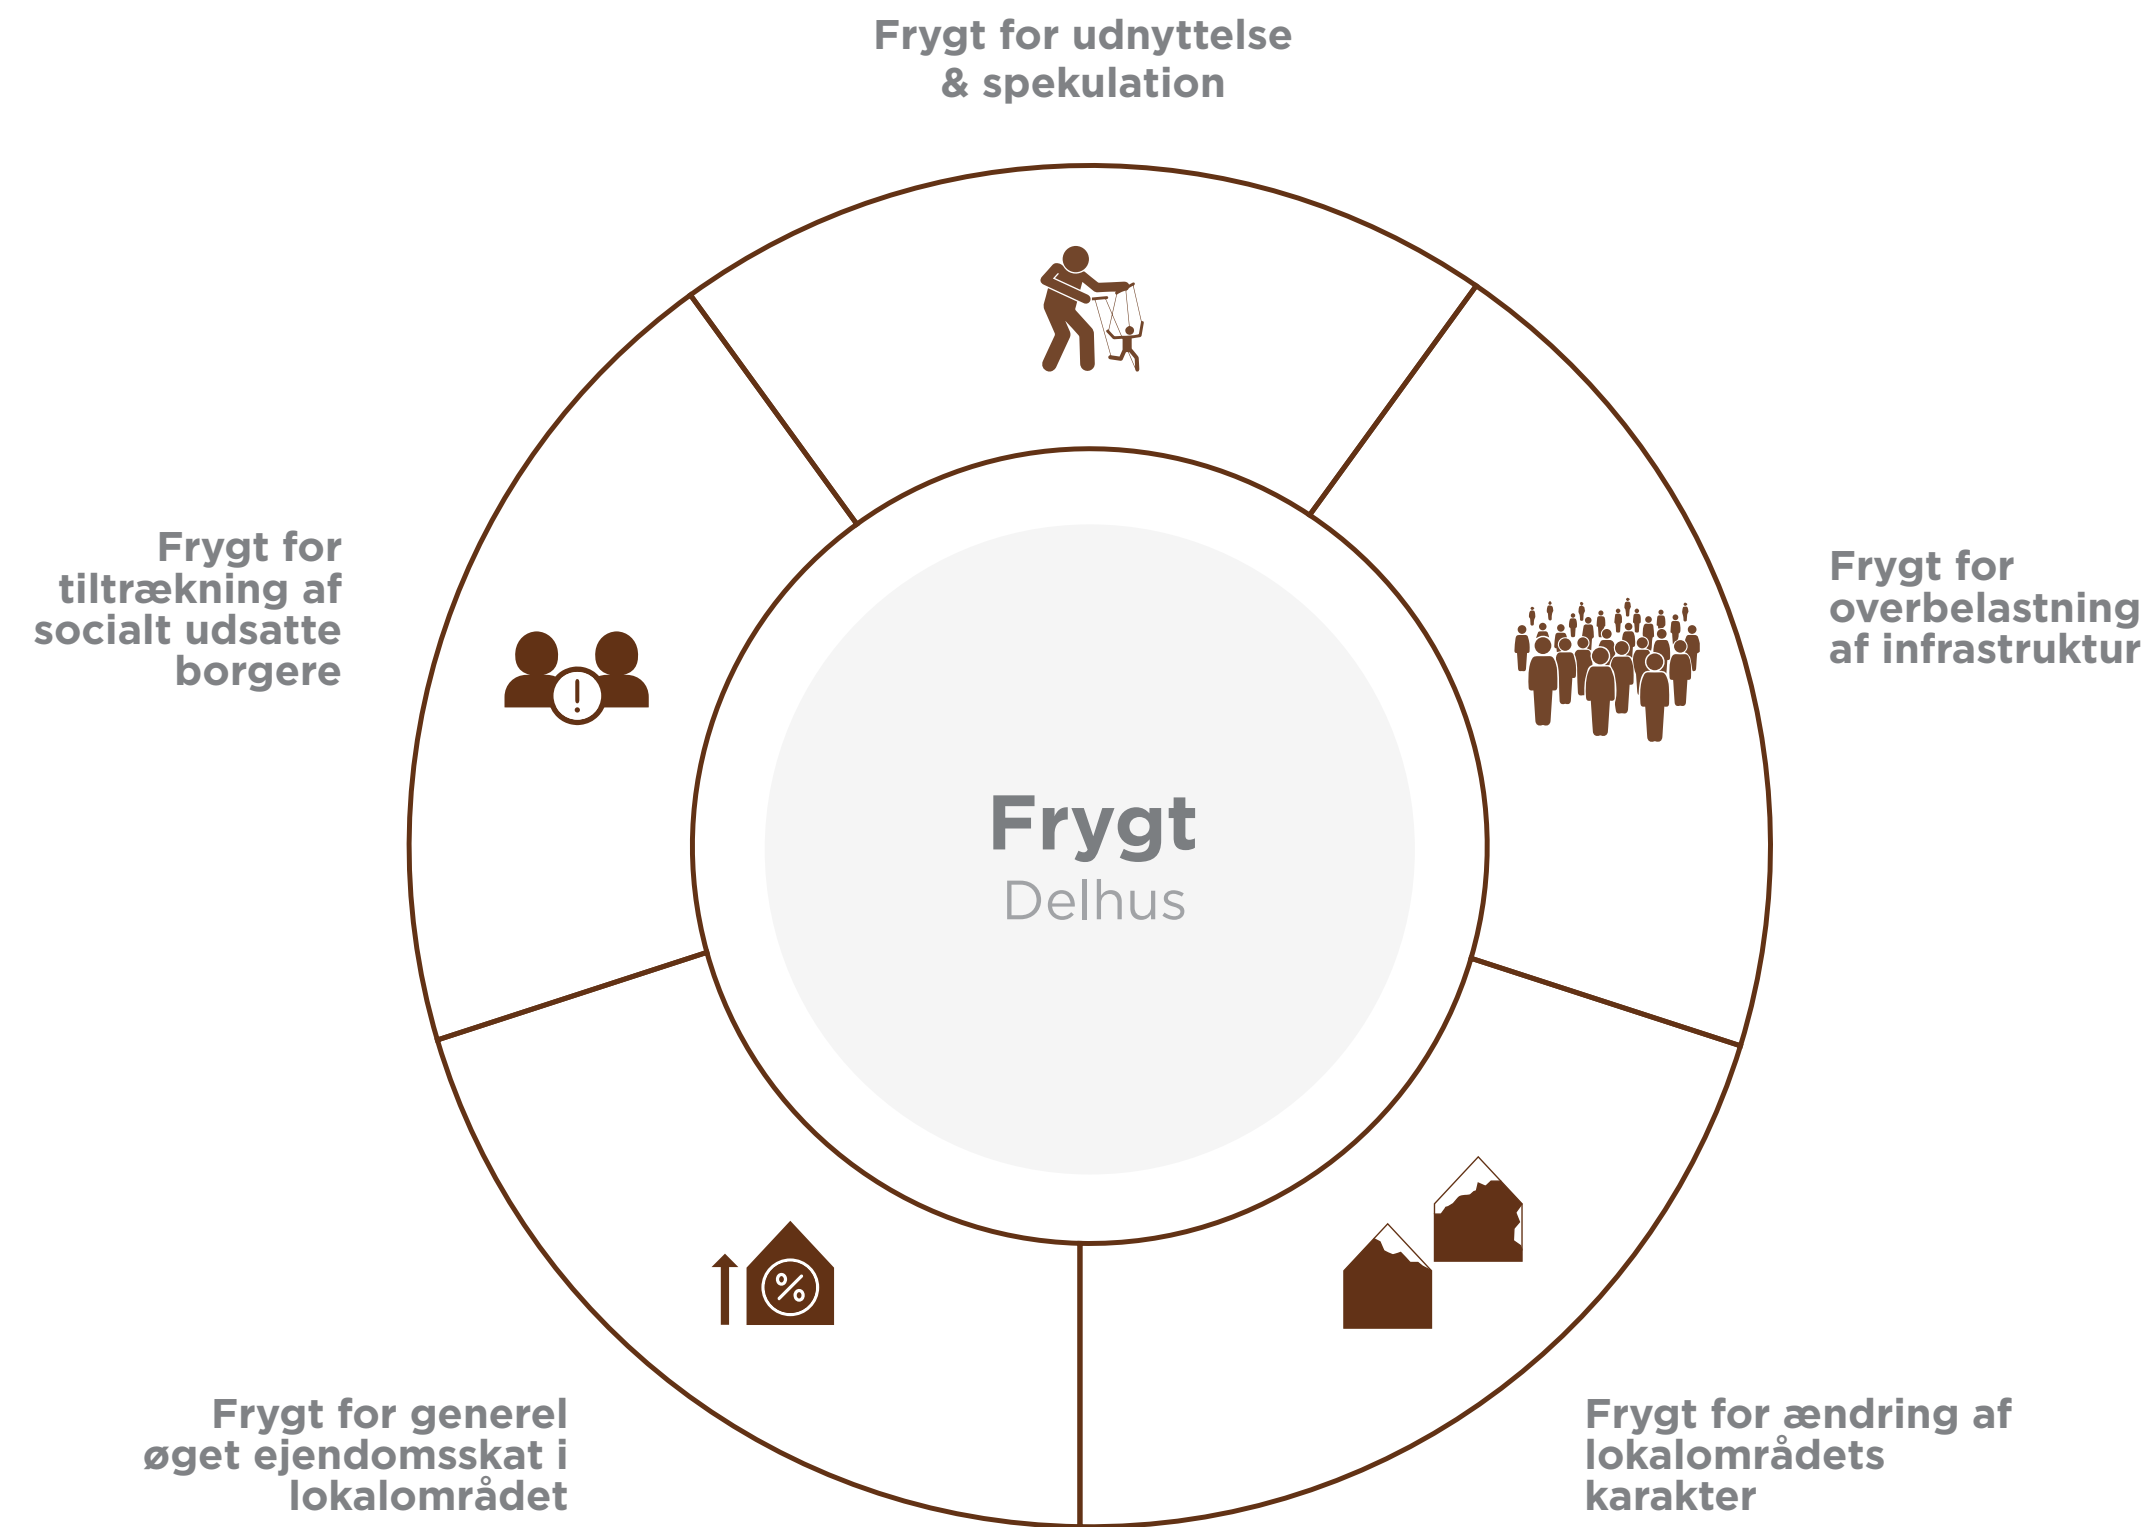 Frygt for udnyttelse
& spekulation
Frygt for
tiltrækning af
socialt udsatte
borgere
Frygt for
overbelastning
af infrastruktur
!
Frygt
Delhus
%
Frygt for generel
øget ejendomsskat i
lokalområdet
Frygt for ændring af
lokalområdets
karakter